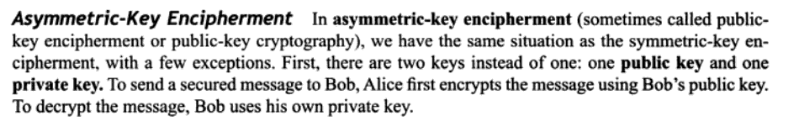 Asymmetric-Key Encipherment In asymmetric-key encipherment (sometimes called public-
key encipherment or public-key cryptography), we have the same situation as the symmetric-key en-
cipherment, with a few exceptions. First, there are two keys instead of one: one public key and one
private key. To send a secured message to Bob, Alice first encrypts the message using Bob's public key.
To decrypt the message, Bob uses his own private key.